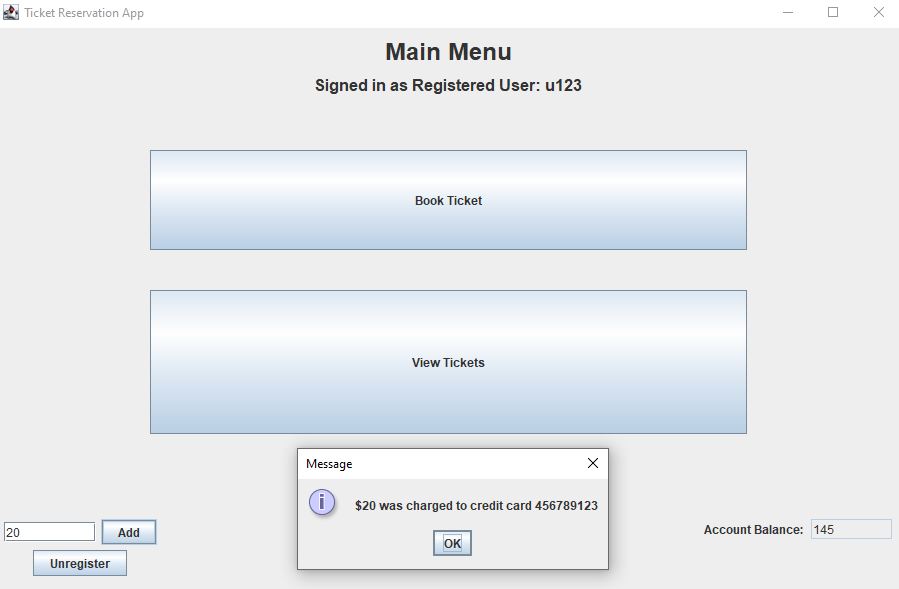 Ticket Reservation App
Main Menu
Signed in as Registered User: u123
Book Ticket
View Tickets
Message
$20 was charged to credit card 456789123
OK
20 Add
Account Balance: 145
Unregister